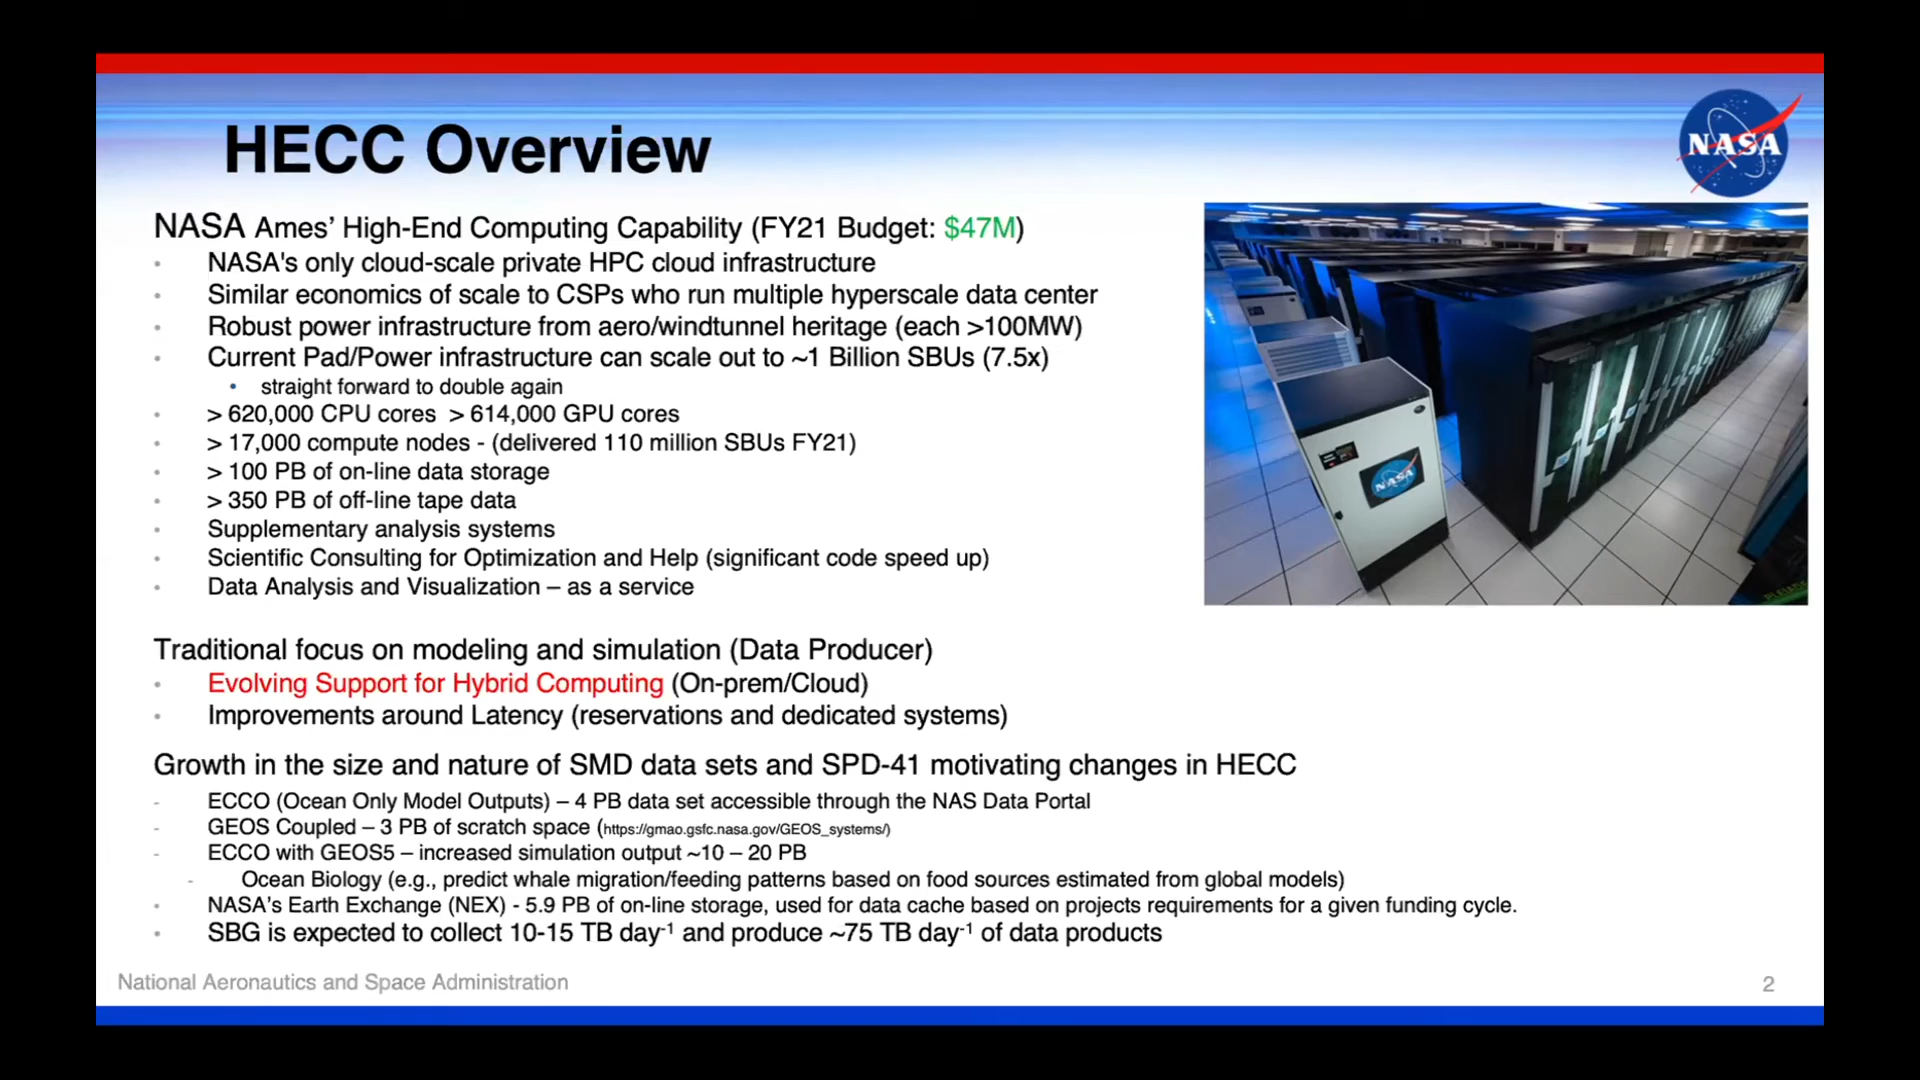 HECC Overview
NASA
NASA Ames' High-End Computing Capability (FY21 Budget: $47M)
• NASA's only cloud-scale private HPC cloud infrastructure
• Similar economics of scale to CSPs who run multiple hyperscale data center
• Robust power infrastructure from aero/windtunnel heritage (each >100MW)
• Current Pad/Power infrastructure can scale out to ~1 Billion SBUs (7.5x)
• straight forward to double again
• > 620,000 CPU cores > 614,000 GPU cores
• > 17,000 compute nodes - (delivered 110 million SBUs FY21)
• > 100 PB of on-line data storage
• > 350 PB of off-line tape data
• Supplementary analysis systems
• Scientific Consulting for Optimization and Help (significant code speed up)
• Data Analysis and Visualization – as a service
NASA
Traditional focus on modeling and simulation (Data Producer)
• Evolving Support for Hybrid Computing (On-prem/Cloud)
• Improvements around Latency (reservations and dedicated systems)
Growth in the size and nature of SMD data sets and SPD-41 motivating changes in HECC
- ECCO (Ocean Only Model Outputs) – 4 PB data set accessible through the NAS Data Portal
- GEOS Coupled – 3 PB of scratch space (https://gmao.gsfc.nasa.gov/GEOS_systems/)
- ECCO with GEOS5 – increased simulation output ~10 – 20 PB
- Ocean Biology (e.g., predict whale migration/feeding patterns based on food sources estimated from global models)
• NASA's Earth Exchange (NEX) - 5.9 PB of on-line storage, used for data cache based on projects requirements for a given funding cycle.
• SBG is expected to collect 10-15 TB day⁻¹ and produce ~75 TB day⁻¹ of data products
National Aeronautics and Space Administration
2